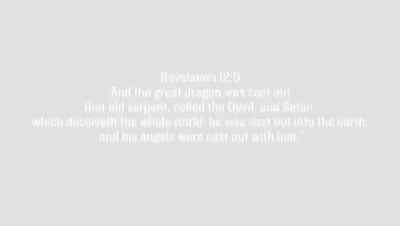 Revelation 12:9
"And the great dragon was cast out,
that old serpent, called the Devil, and Satan,
which deceiveth the whole world: he was cast out into the earth,
and his angels were cast out with him."